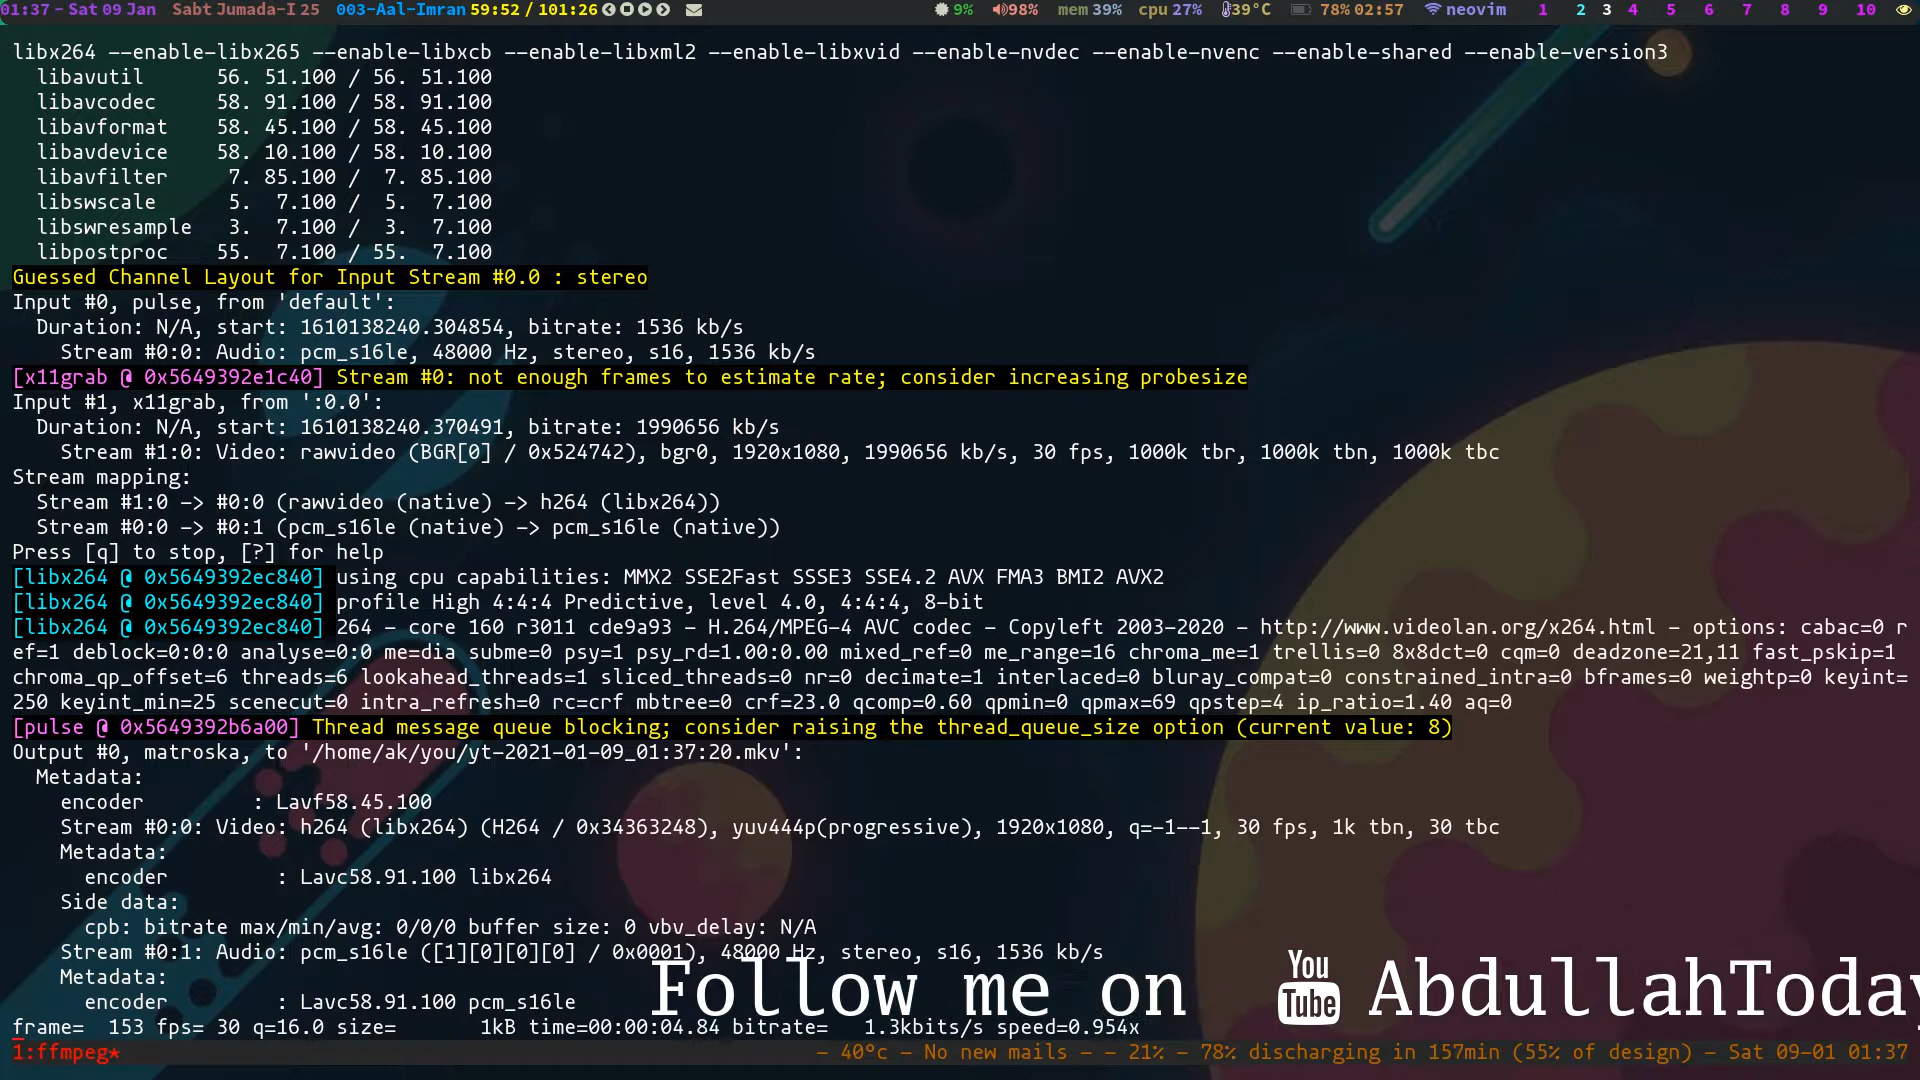 01:37 - Sat 09 Jan Sabt Jumada-I 25 003-Aal-Imran 59:52 / 101:26 9% 98% mem 39% cpu 27% 39°C 78% 02:57 neovim 1 2 3 4 5 6 7 8 9 10
libx264 --enable-libx265 --enable-libxcb --enable-libxml2 --enable-libxvid --enable-nvdec --enable-nvenc --enable-shared --enable-version3
libavutil 56. 51.100 / 56. 51.100
libavcodec 58. 91.100 / 58. 91.100
libavformat 58. 45.100 / 58. 45.100
libavdevice 58. 10.100 / 58. 10.100
libavfilter 7. 85.100 / 7. 85.100
libswscale 5. 7.100 / 5. 7.100
libswresample 3. 7.100 / 3. 7.100
libpostproc 55. 7.100 / 55. 7.100
Guessed Channel Layout for Input Stream #0.0 : stereo
Input #0, pulse, from 'default':
Duration: N/A, start: 1610138240.304854, bitrate: 1536 kb/s
Stream #0:0: Audio: pcm_s16le, 48000 Hz, stereo, s16, 1536 kb/s
[x11grab @ 0x5649392e1c40] Stream #0: not enough frames to estimate rate; consider increasing probesize
Input #1, x11grab, from ':0.0':
Duration: N/A, start: 1610138240.370491, bitrate: 1990656 kb/s
Stream #1:0: Video: rawvideo (BGR[0] / 0x524742), bgr0, 1920x1080, 1990656 kb/s, 30 fps, 1000k tbr, 1000k tbn, 1000k tbc
Stream mapping:
Stream #1:0 -> #0:0 (rawvideo (native) -> h264 (libx264))
Stream #0:0 -> #0:1 (pcm_s16le (native) -> pcm_s16le (native))
Press [q] to stop, [?] for help
[libx264 @ 0x5649392ec840] using cpu capabilities: MMX2 SSE2Fast SSSE3 SSE4.2 AVX FMA3 BMI2 AVX2
[libx264 @ 0x5649392ec840] profile High 4:4:4 Predictive, level 4.0, 4:4:4, 8-bit
[libx264 @ 0x5649392ec840] 264 - core 160 r3011 cde9a93 - H.264/MPEG-4 AVC codec - Copyleft 2003-2020 - http://www.videolan.org/x264.html - options: cabac=0 r
ef=1 deblock=0:0:0 analyse=0:0 me=dia subme=0 psy=1 psy_rd=1.00:0.00 mixed_ref=0 me_range=16 chroma_me=1 trellis=0 8x8dct=0 cqm=0 deadzone=21,11 fast_pskip=1
chroma_qp_offset=6 threads=6 lookahead_threads=1 sliced_threads=0 nr=0 decimate=1 interlaced=0 bluray_compat=0 constrained_intra=0 bframes=0 weightp=0 keyint=
250 keyint_min=25 scenecut=0 intra_refresh=0 rc=crf mbtree=0 crf=23.0 qcomp=0.60 qpmin=0 qpmax=69 qpstep=4 ip_ratio=1.40 aq=0
[pulse @ 0x5649392b6a00] Thread message queue blocking; consider raising the thread_queue_size option (current value: 8)
Output #0, matroska, to '/home/ak/you/yt-2021-01-09_01:37:20.mkv':
Metadata:
encoder : Lavf58.45.100
Stream #0:0: Video: h264 (libx264) (H264 / 0x34363248), yuv444p(progressive), 1920x1080, q=-1--1, 30 fps, 1k tbn, 30 tbc
Metadata:
encoder : Lavc58.91.100 libx264
Side data:
cpb: bitrate max/min/avg: 0/0/0 buffer size: 0 vbv_delay: N/A
Stream #0:1: Audio: pcm_s16le ([1][0][0][0] / 0x0001), 48000 Hz, stereo, s16, 1536 kb/s
Metadata:
encoder : Lavc58.91.100 pcm_s16le
Follow me on You Tube AbdullahToday
frame= 153 fps= 30 q=16.0 size= 1kB time=00:00:04.84 bitrate= 1.3kbits/s speed=0.954x
1:ffmpeg* - 40°c - No new mails - - 21% - 78% discharging in 157min (55% of design) - Sat 09-01 01:37